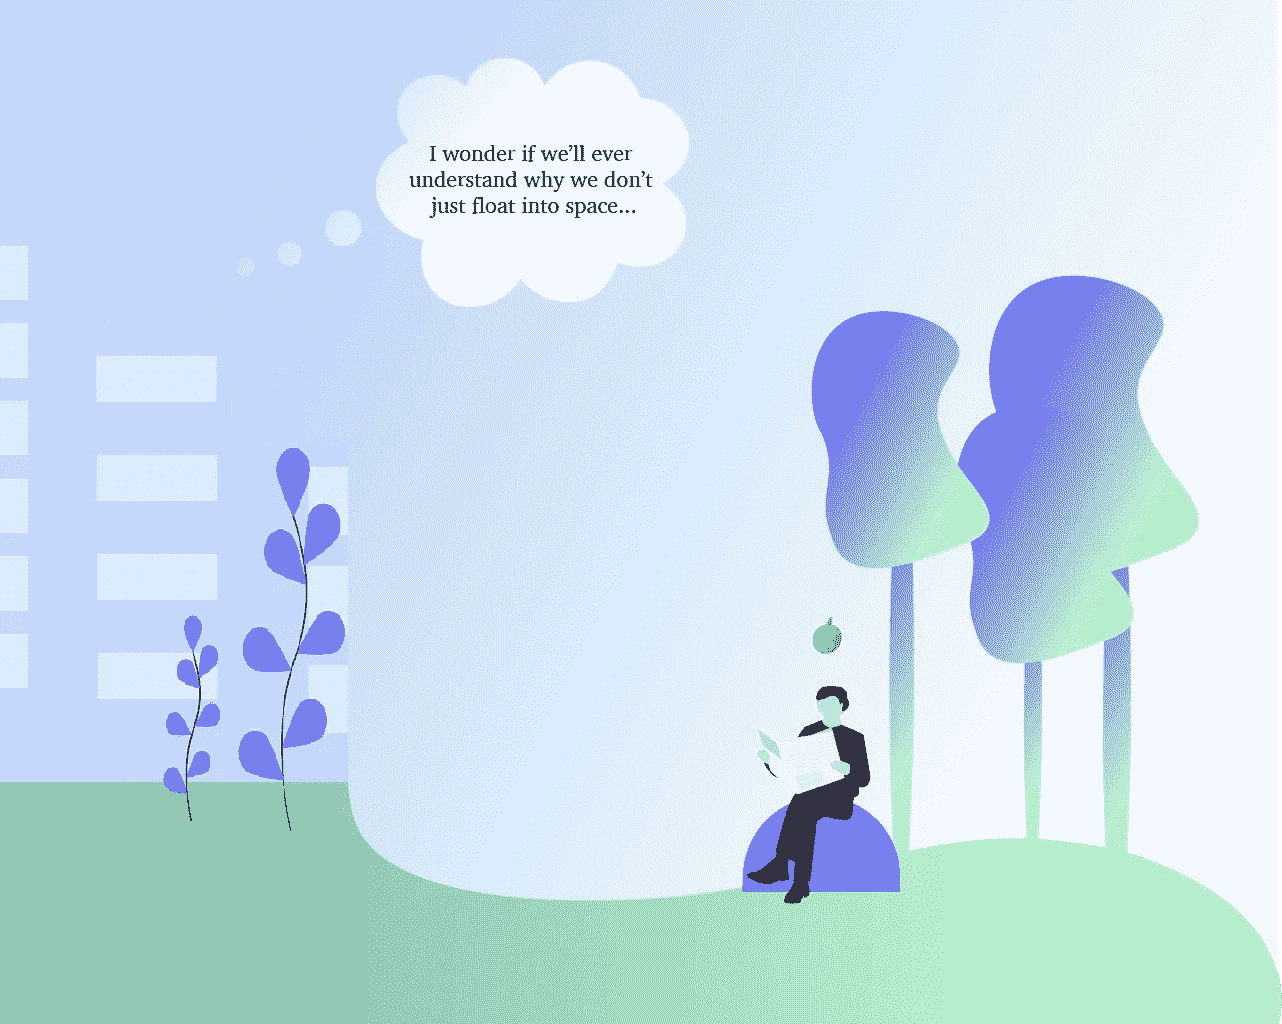 I wonder if we’ll ever
understand why we don’t
just float into space...